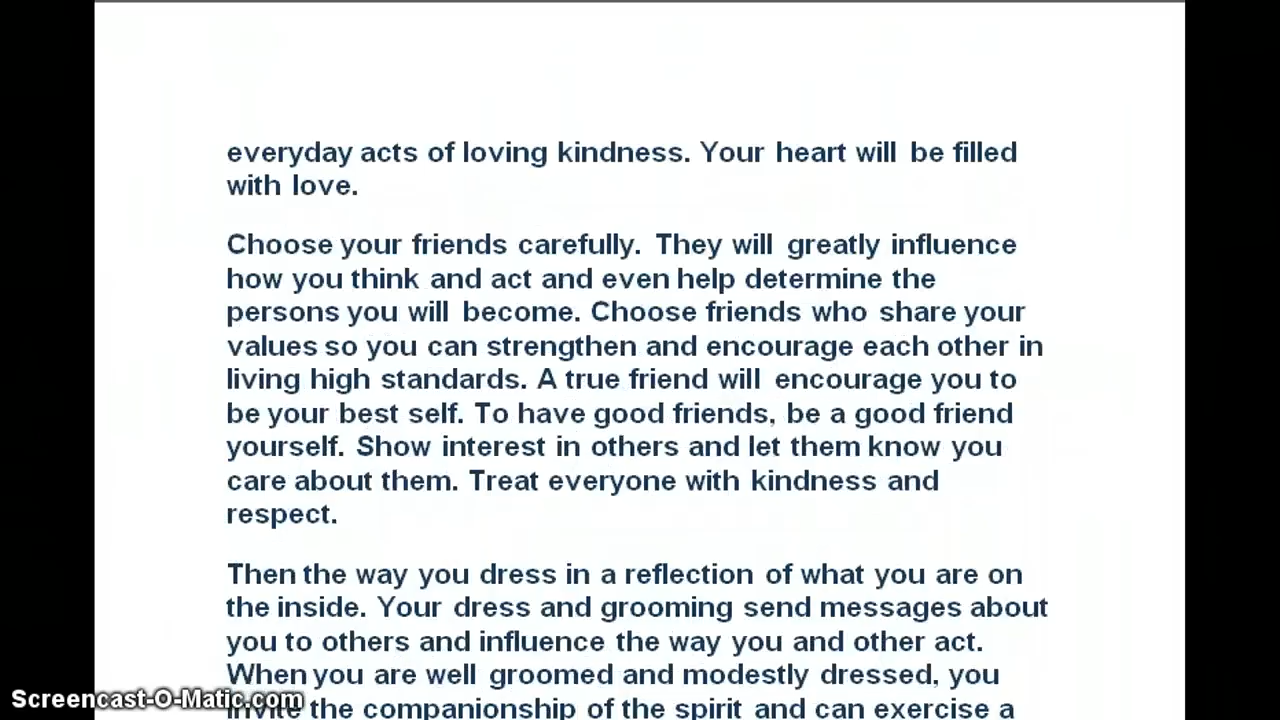 everyday acts of loving kindness. Your heart will be filled
with love.
Choose your friends carefully. They will greatly influence
how you think and act and even help determine the
persons you will become. Choose friends who share your
values so you can strengthen and encourage each other in
living high standards. A true friend will encourage you to
be your best self. To have good friends, be a good friend
yourself. Show interest in others and let them know you
care about them. Treat everyone with kindness and
respect.
Then the way you dress in a reflection of what you are on
the inside. Your dress and grooming send messages about
you to others and influence the way you and other act.
When you are well groomed and modestly dressed, you
invite the companionship of the spirit and can exercise a
Screencast-O-Matic.com